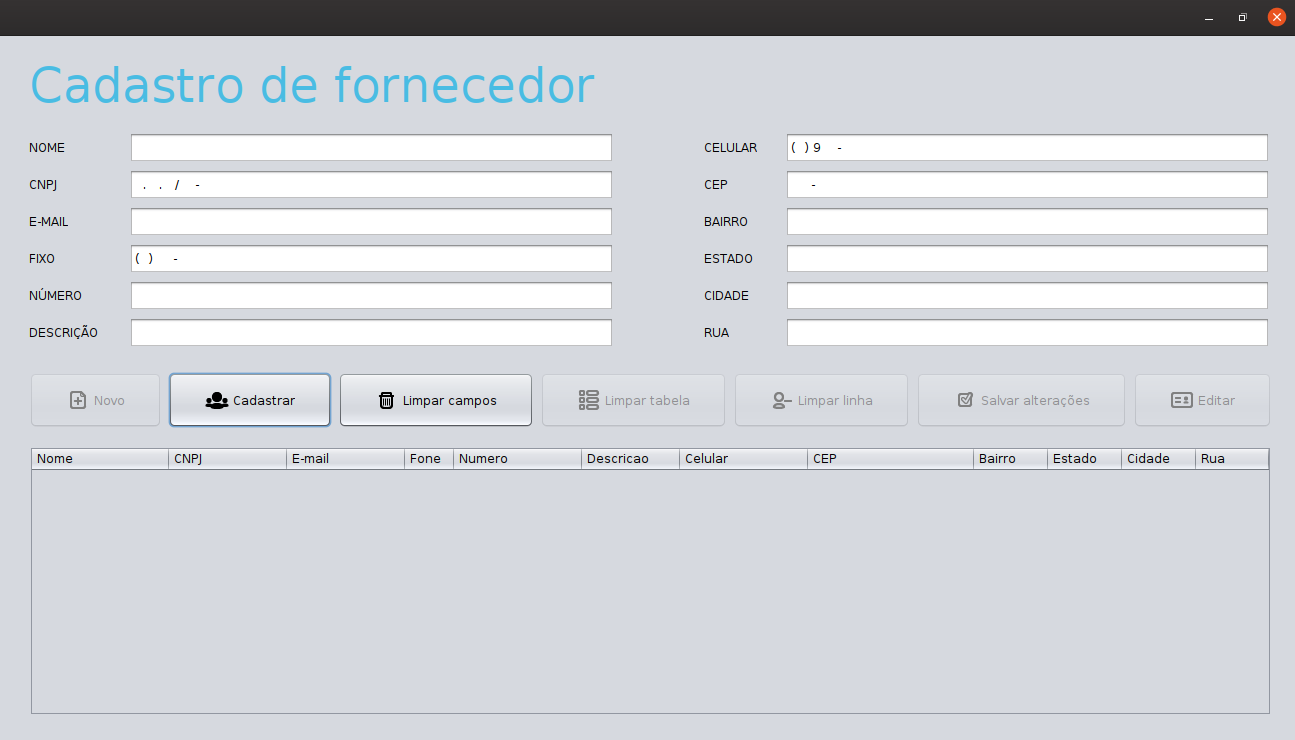 Cadastro de fornecedor
NOME
CELULAR ( ) 9 -
CNPJ . . / -
CEP -
E-MAIL
BAIRRO
FIXO ( ) -
ESTADO
NÚMERO
CIDADE
DESCRIÇÃO
RUA
Novo Cadastrar Limpar campos Limpar tabela Limpar linha Salvar alterações Editar
Nome CNPJ E-mail Fone Numero Descricao Celular CEP Bairro Estado Cidade Rua